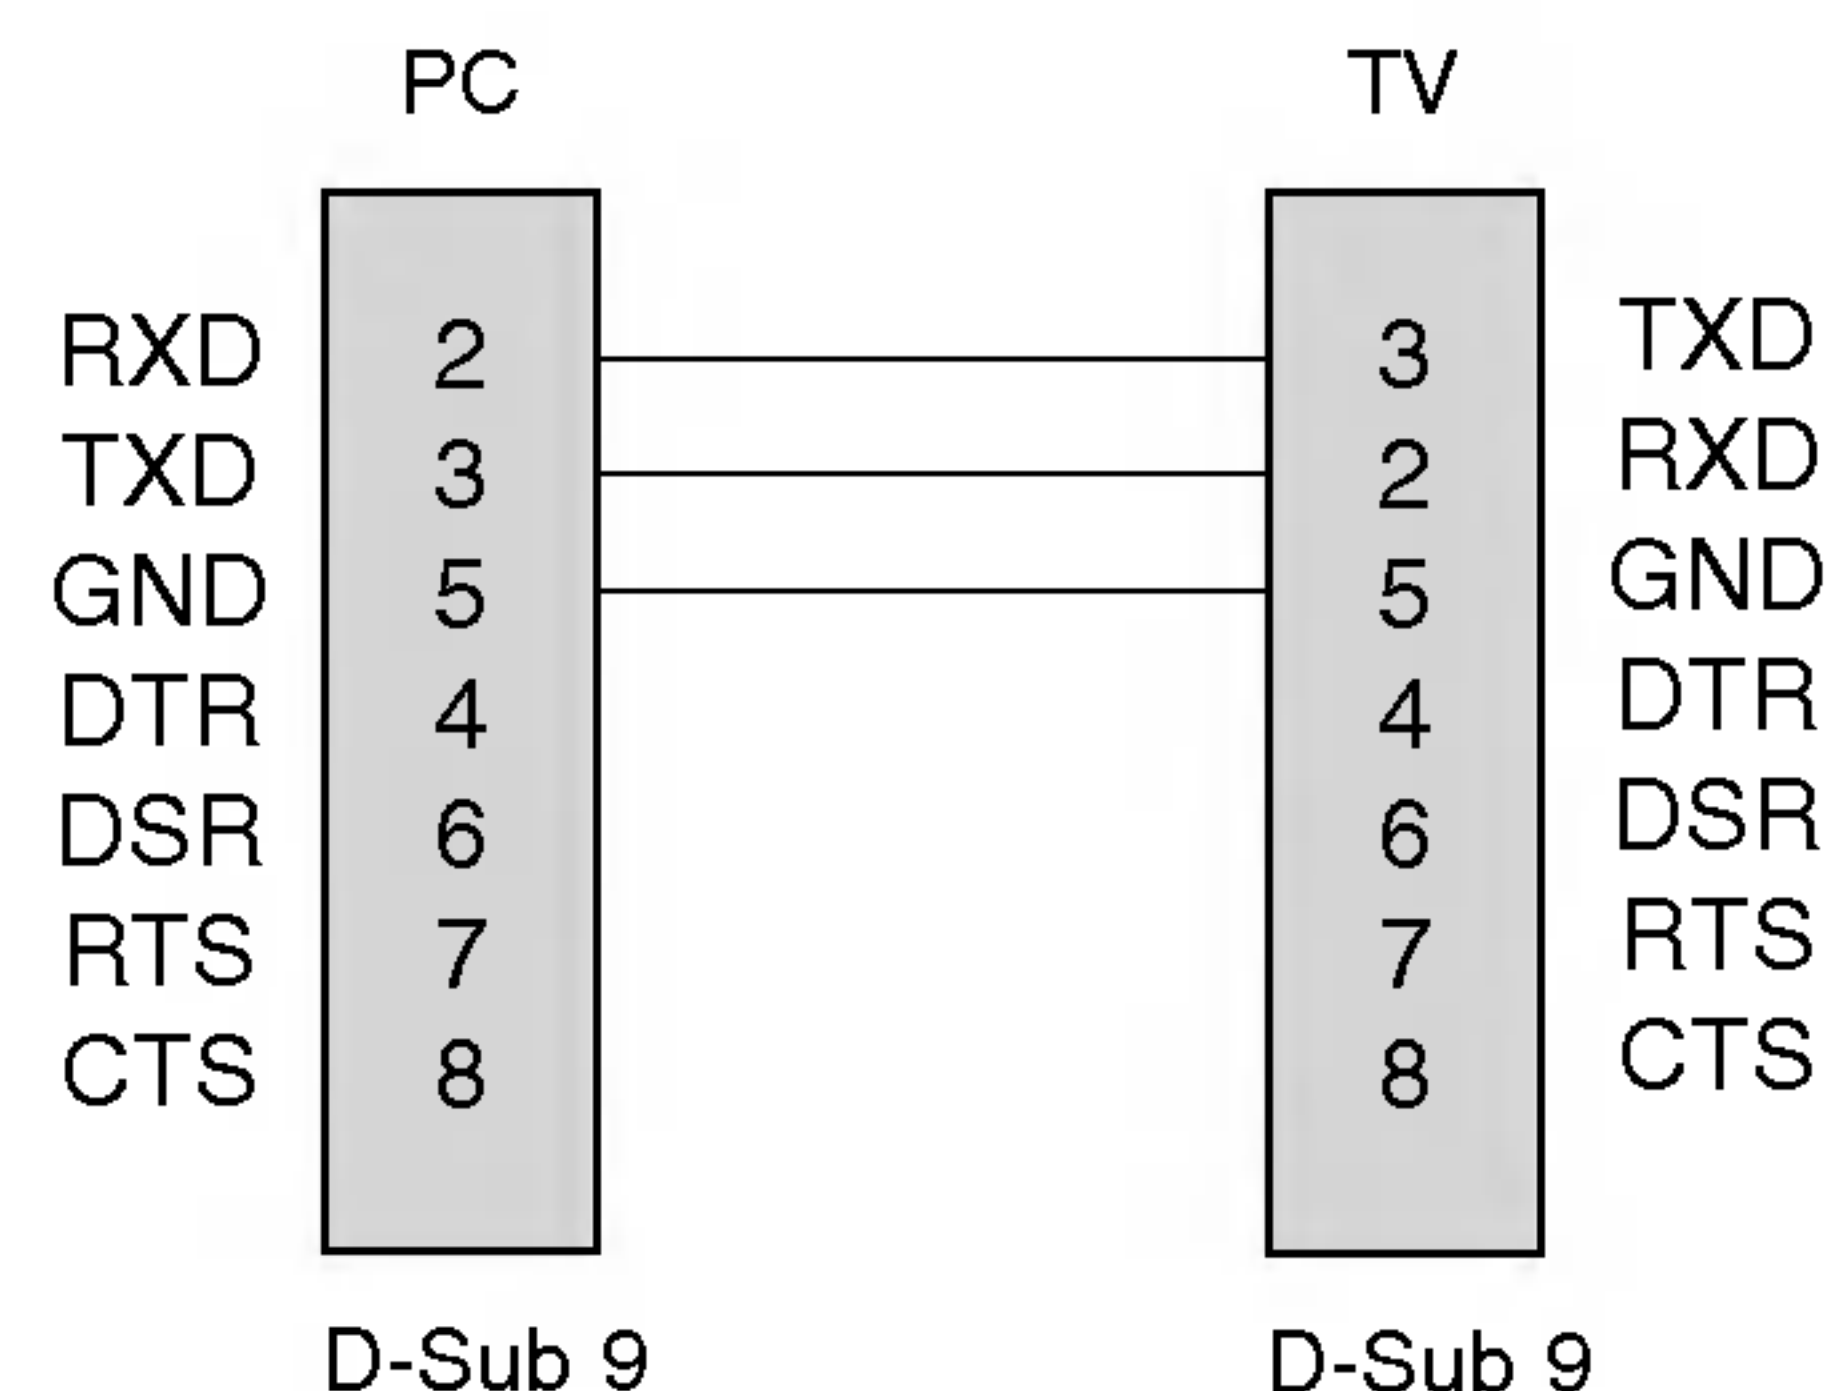 PC TV
RXD 2 3 TXD
TXD 3 2 RXD
GND 5 5 GND
DTR 4 4 DTR
DSR 6 6 DSR
RTS 7 7 RTS
CTS 8 8 CTS
D-Sub 9 D-Sub 9